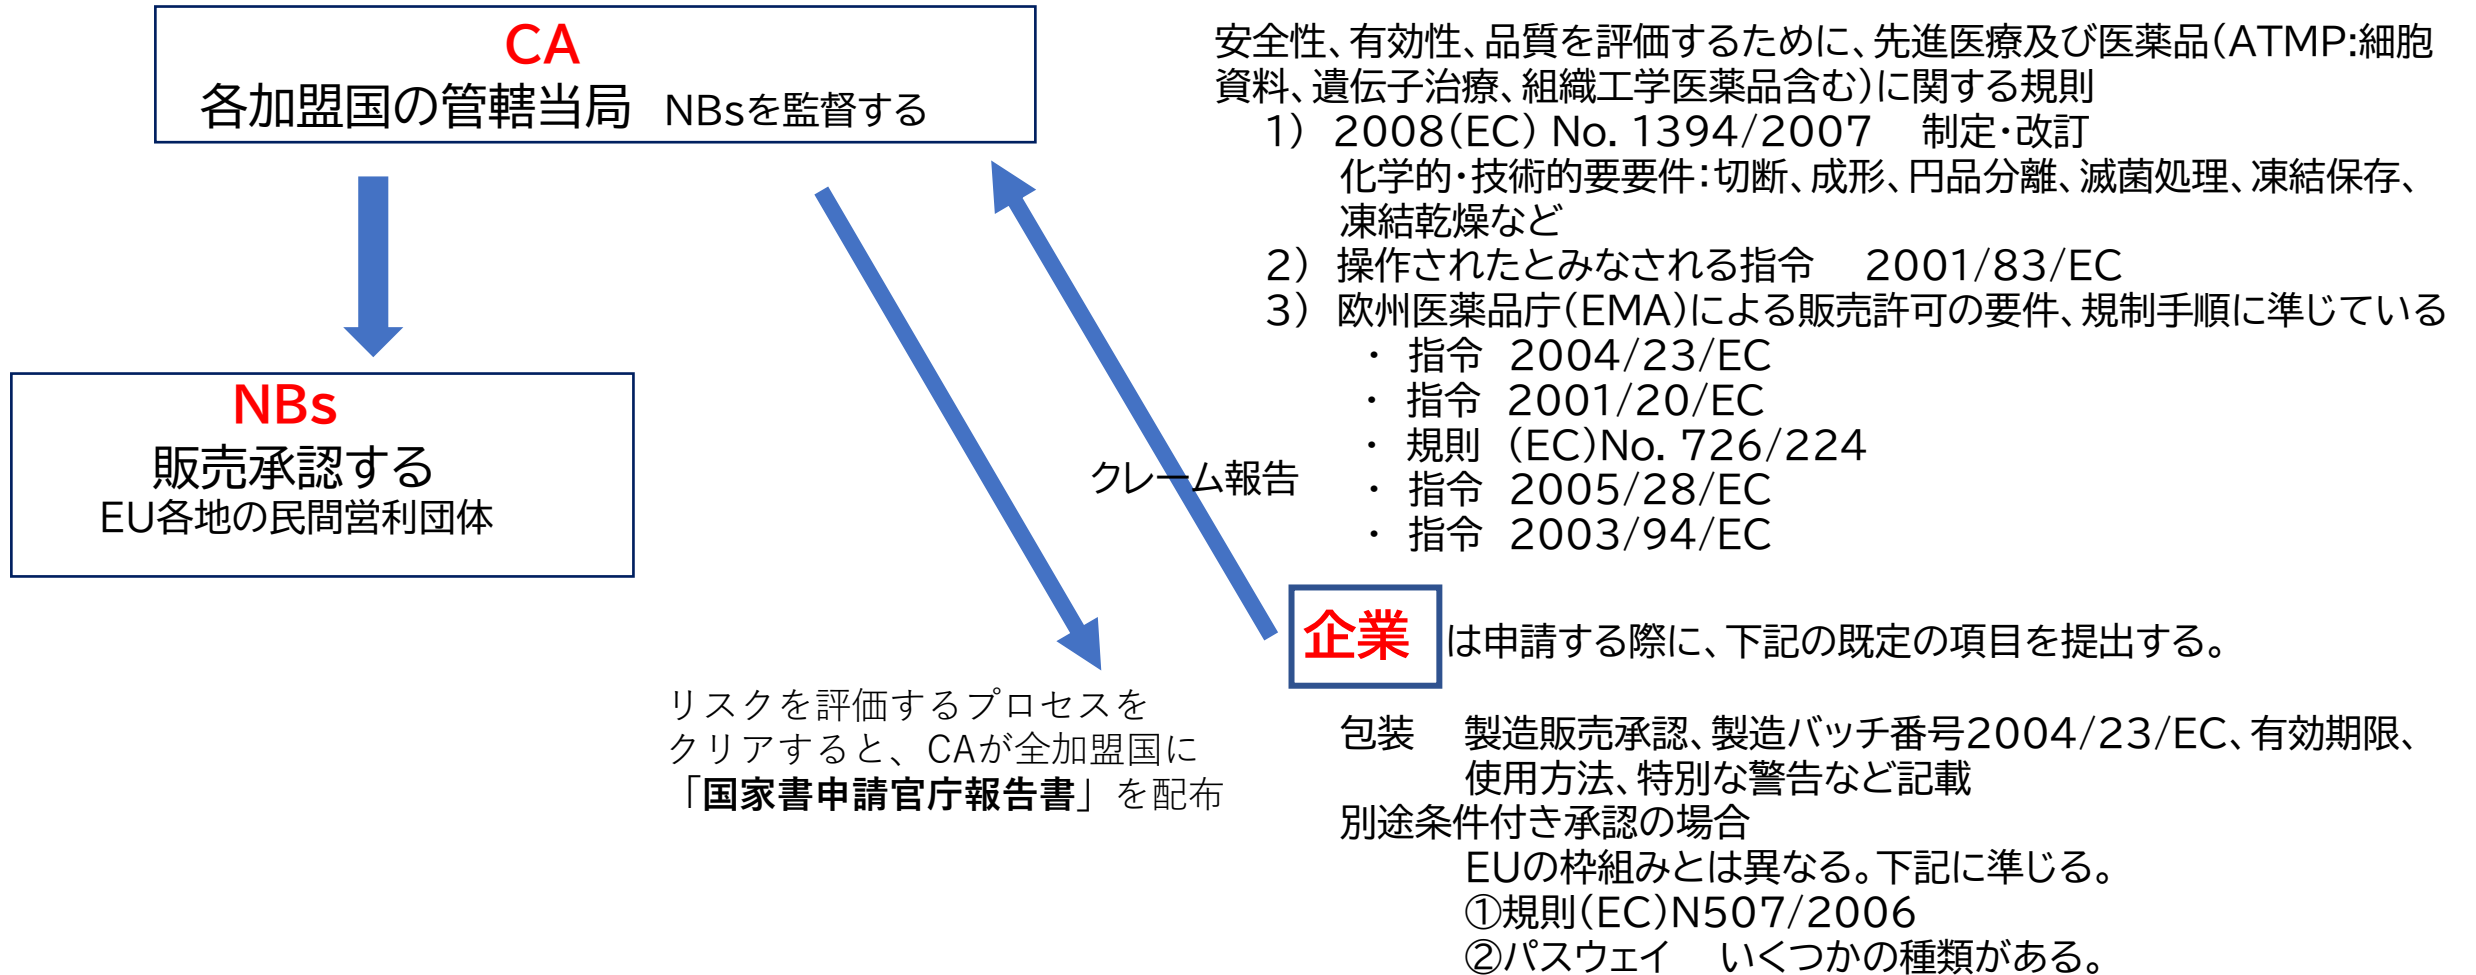 CA
各加盟国の管轄当局 NBsを監督する
NBs
販売承認する
EU各地の民間営利団体
クレーム報告
リスクを評価するプロセスを
クリアすると、CAが全加盟国に
「国家書申請官庁報告書」を配布
安全性、有効性、品質を評価するために、先進医療及び医薬品(ATMP:細胞
資料、遺伝子治療、組織工学医薬品含む)に関する規則
1) 2008(EC) No. 1394/2007 制定・改訂
化学的・技術的要要件:切断、成形、円品分離、滅菌処理、凍結保存、
凍結乾燥など
2) 操作されたとみなされる指令 2001/83/EC
3) 欧州医薬品庁(EMA)による販売許可の要件、規制手順に準じている
・ 指令 2004/23/EC
・ 指令 2001/20/EC
・ 規則 (EC)No. 726/224
・ 指令 2005/28/EC
・ 指令 2003/94/EC
企業 は申請する際に、下記の既定の項目を提出する。
包装 製造販売承認、製造バッチ番号2004/23/EC、有効期限、
使用方法、特別な警告など記載
別途条件付き承認の場合
EUの枠組みとは異なる。下記に準じる。
①規則(EC)N507/2006
②パスウェイ いくつかの種類がある。